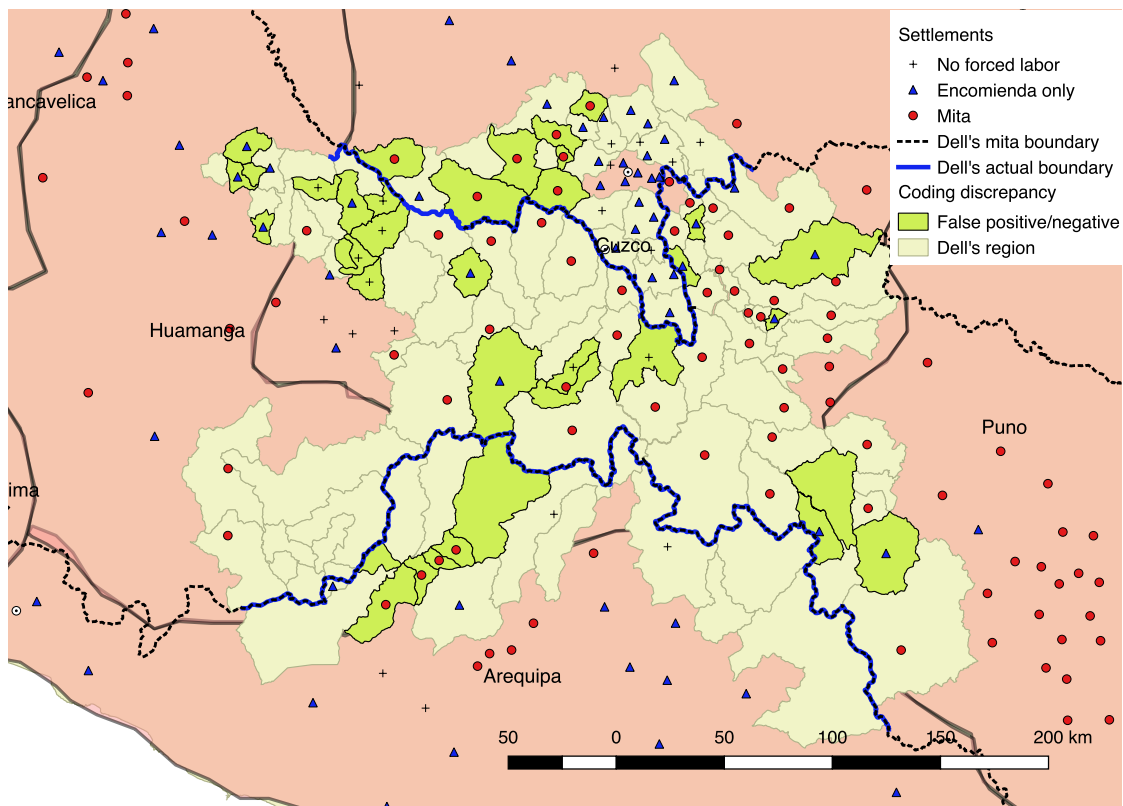 Settlements
No forced labor
Encomienda only
Mita
Dell's mita boundary
Dell's actual boundary
Coding discrepancy
False positive/negative
Dell's region
ancavelica
Cuzco
Huamanga
Puno
ima
Arequipa
50 0 50 100 150 200 km